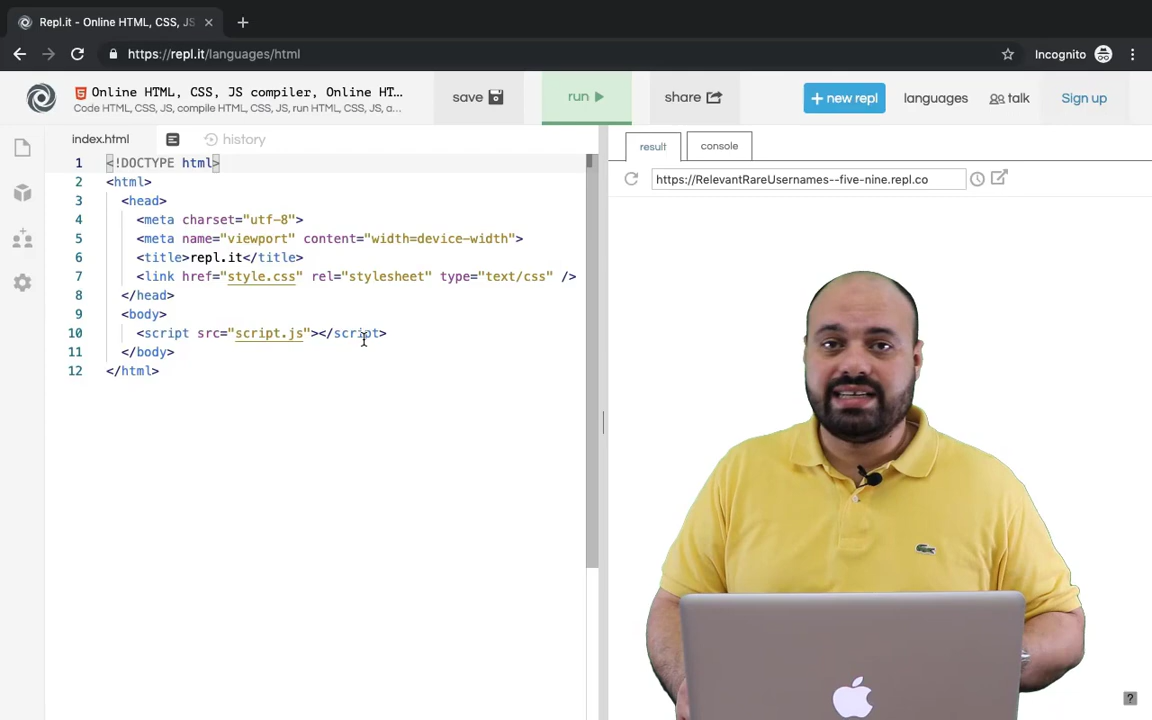 Repl.it - Online HTML, CSS, JS
https://repl.it/languages/html
Incognito
Online HTML, CSS, JS compiler, Online HT...
Code HTML, CSS, JS, compile HTML, CSS, JS, run HTML, CSS, JS, a...
save
run
share
+ new repl
languages
talk
Sign up
index.html
history
1 <!DOCTYPE html>
2 <html>
3 <head>
4 <meta charset="utf-8">
5 <meta name="viewport" content="width=device-width">
6 <title>repl.it</title>
7 <link href="style.css" rel="stylesheet" type="text/css" />
8 </head>
9 <body>
10 <script src="script.js"></script>
11 </body>
12 </html>
result
console
https://RelevantRareUsernames--five-nine.repl.co
?